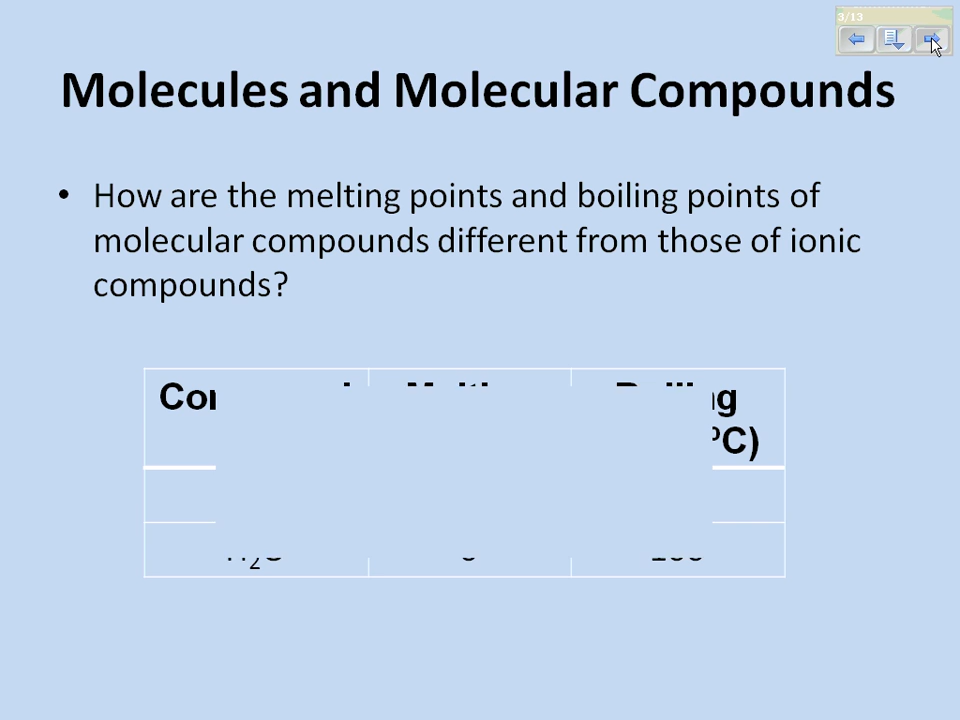 3/13
Molecules and Molecular Compounds
• How are the melting points and boiling points of
molecular compounds different from those of ionic
compounds?
°C)